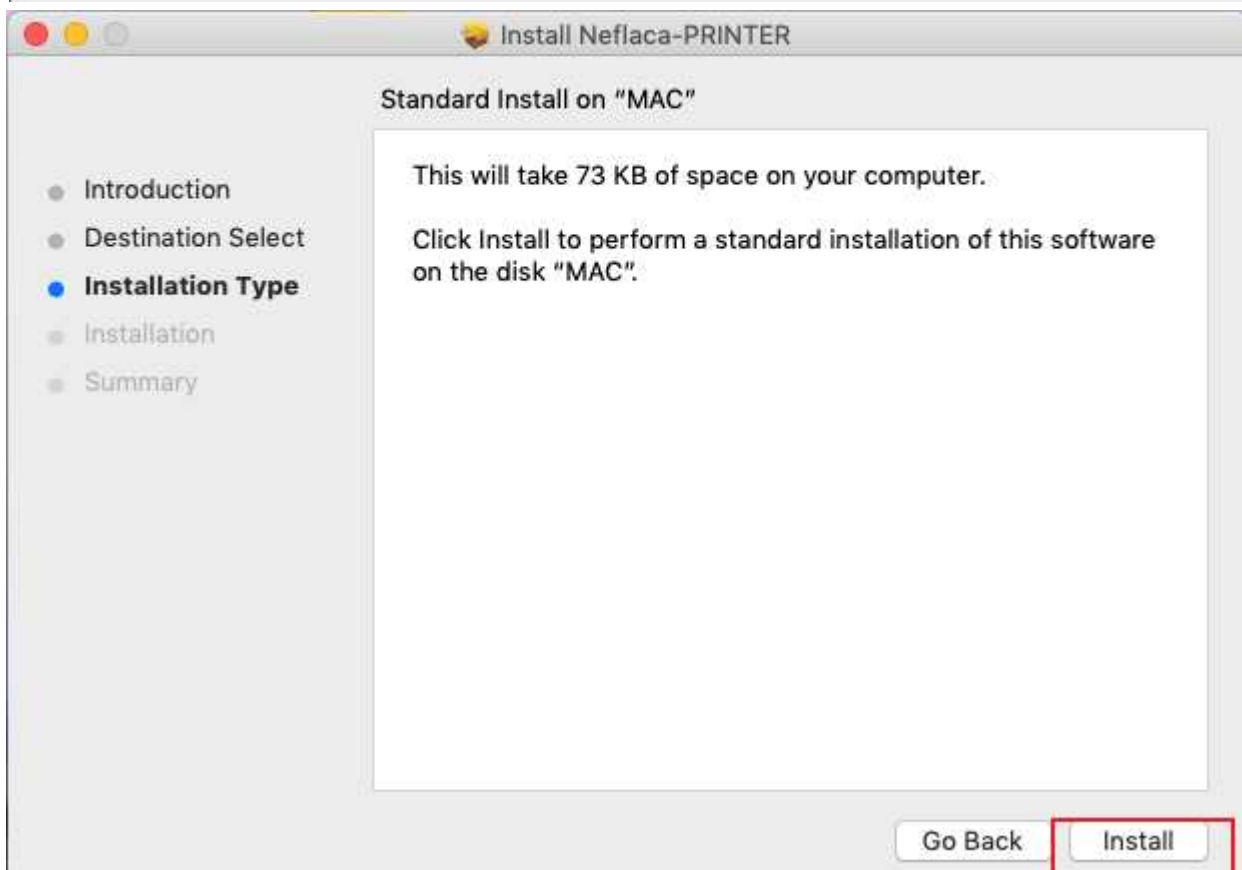 Install Neflaca-PRINTER
Standard Install on "MAC"
Introduction
Destination Select
Installation Type
Installation
Summary
This will take 73 KB of space on your computer.
Click Install to perform a standard installation of this software
on the disk "MAC".
Go Back
Install